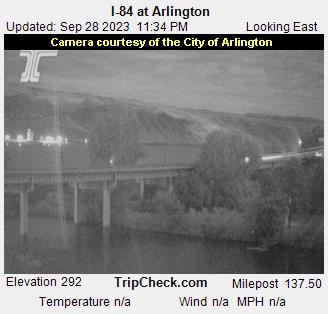 I-84 at Arlington
Updated: Sep 28 2023 11:34 PM Looking East
Camera courtesy of the City of Arlington
Elevation 292 TripCheck.com Milepost 137.50
Temperature n/a Wind n/a MPH n/a